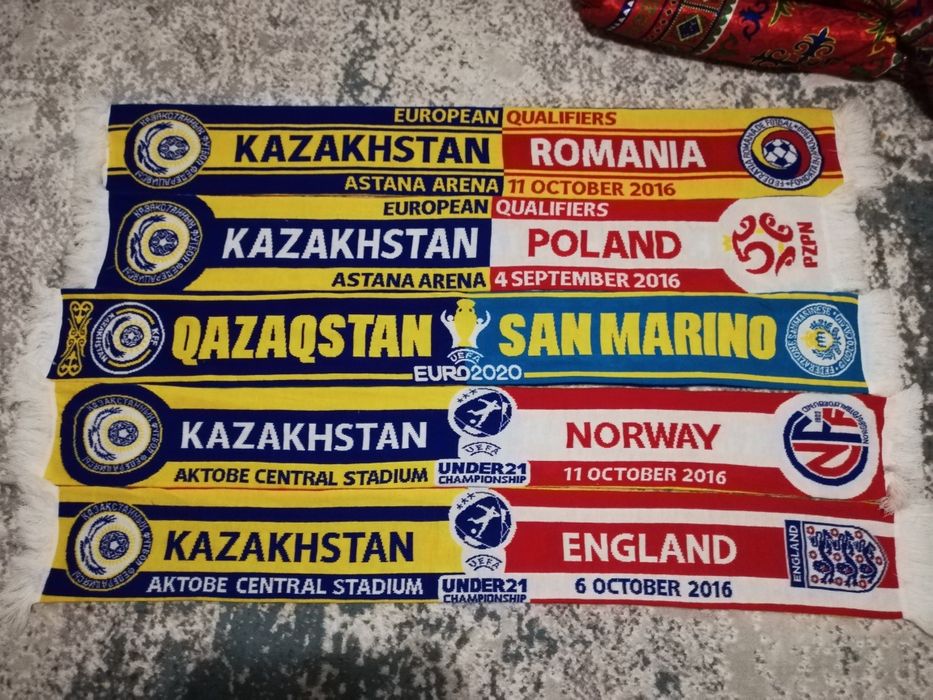 EUROPEAN QUALIFIERS
KAZAKHSTAN ROMANIA
ASTANA ARENA 11 OCTOBER 2016
EUROPEAN QUALIFIERS
KAZAKHSTAN POLAND
PZPN
ASTANA ARENA 4 SEPTEMBER 2016
KFF
QAZAQSTAN SAN MARINO
UEFA
EURO2020
KAZAKHSTAN NORWAY
UEFA
AKTOBE CENTRAL STADIUM UNDER21 CHAMPIONSHIP 11 OCTOBER 2016
KAZAKHSTAN ENGLAND
UEFA
ENGLAND
AKTOBE CENTRAL STADIUM UNDER21 CHAMPIONSHIP 6 OCTOBER 2016